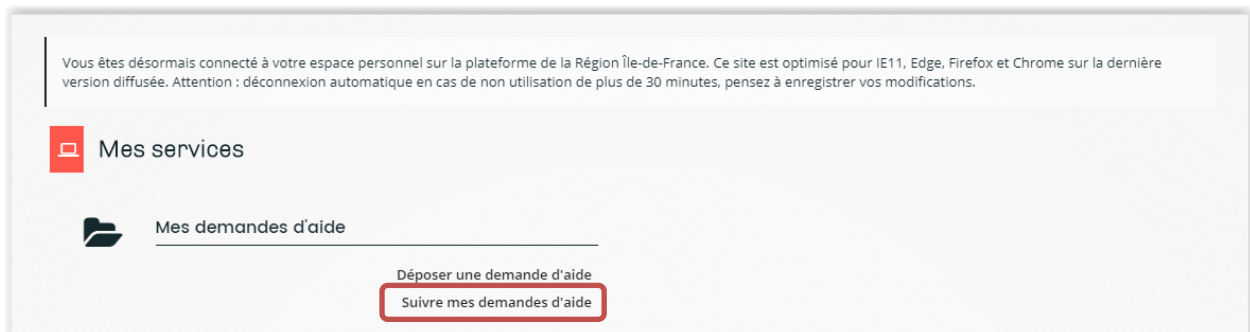 Vous êtes désormais connecté à votre espace personnel sur la plateforme de la Région Île-de-France. Ce site est optimisé pour IE11, Edge, Firefox et Chrome sur la dernière
version diffusée. Attention : déconnexion automatique en cas de non utilisation de plus de 30 minutes, pensez à enregistrer vos modifications.
Mes services
Mes demandes d'aide
Déposer une demande d'aide
Suivre mes demandes d'aide